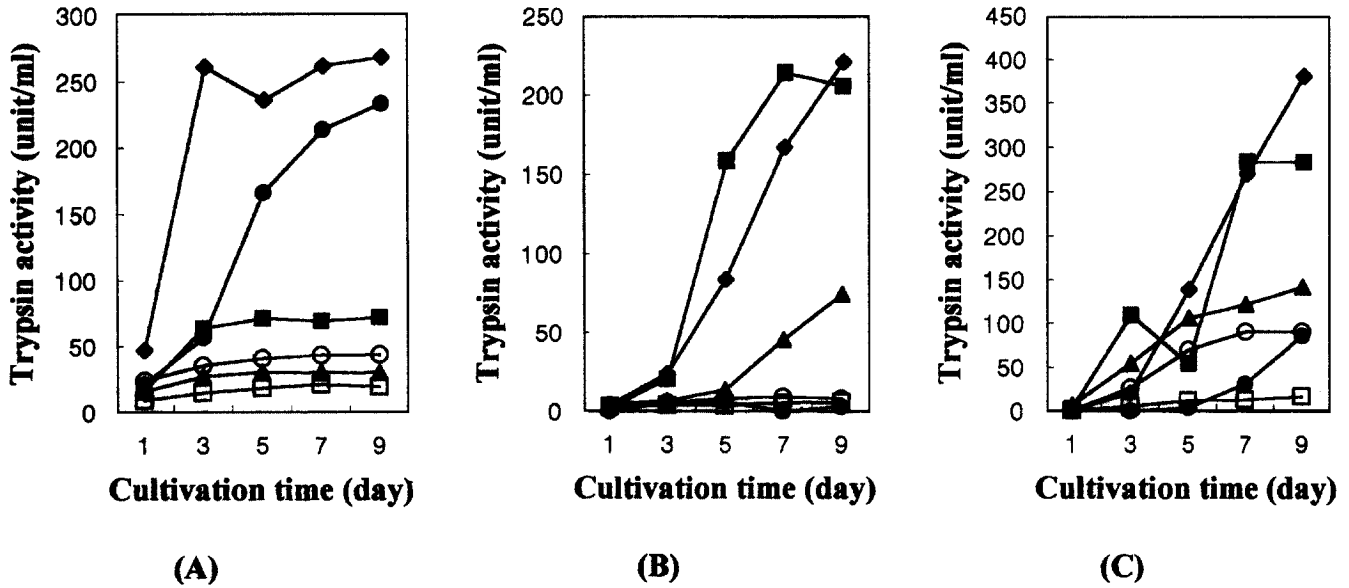 Trypsin activity (unit/ml)
300
250
200
150
100
50
0
1 3 5 7 9
Cultivation time (day)
(A)
Trypsin activity (unit/ml)
250
200
150
100
50
0
1 3 5 7 9
Cultivation time (day)
(B)
Trypsin activity (unit/ml)
450
400
350
300
250
200
150
100
50
0
1 3 5 7 9
Cultivation time (day)
(C)